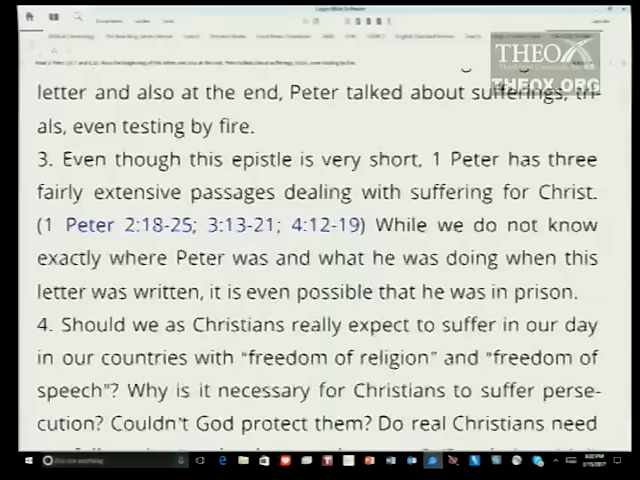 Logos Bible Software
THEOX
THEOX.ORG
letter and also at the end, Peter talked about sufferings, tri-
als, even testing by fire.
3. Even though this epistle is very short, 1 Peter has three
fairly extensive passages dealing with suffering for Christ.
(1 Peter 2:18-25; 3:13-21; 4:12-19) While we do not know
exactly where Peter was and what he was doing when this
letter was written, it is even possible that he was in prison.
4. Should we as Christians really expect to suffer in our day
in our countries with "freedom of religion" and "freedom of
speech"? Why is it necessary for Christians to suffer perse-
cution? Couldn't God protect them? Do real Christians need